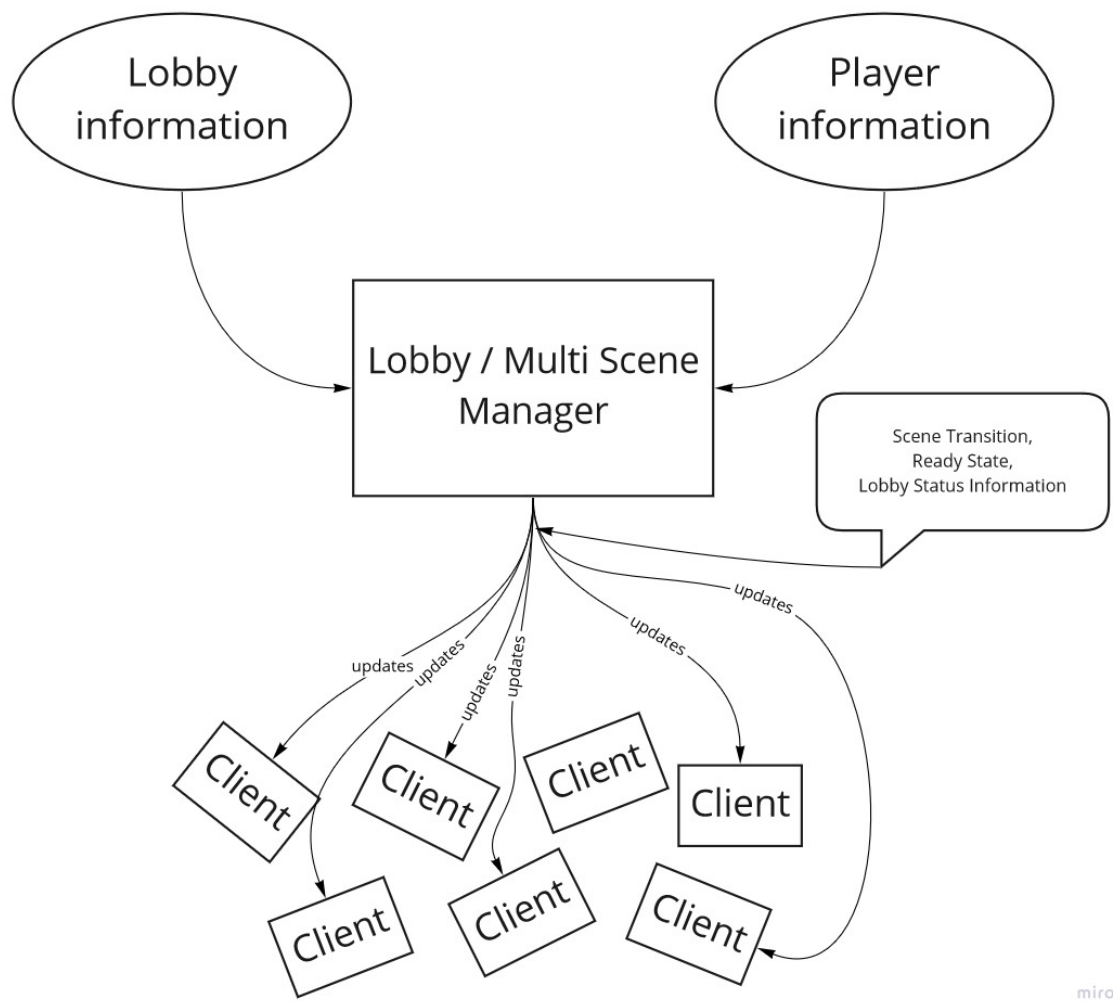 Lobby
information
Player
information
Lobby / Multi Scene
Manager
Scene Transition,
Ready State,
Lobby Status Information
updates
updates
updates
updates
updates
updates
Client
Client
Client
Client
Client
Client
Client
miro